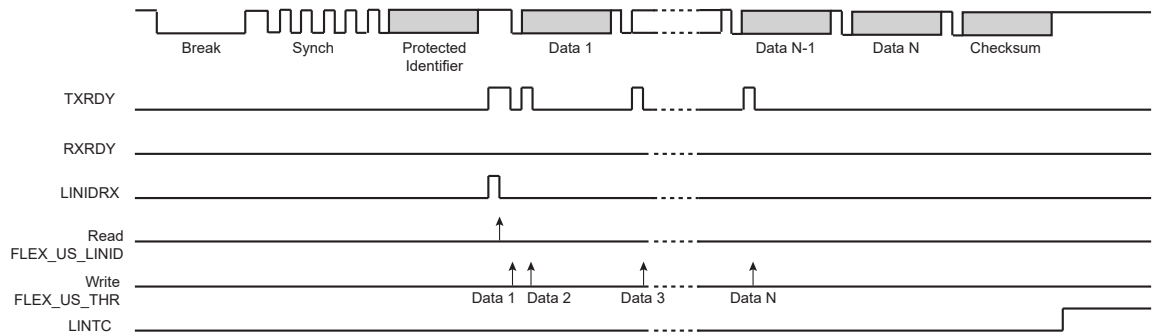 Break Synch Protected Data 1 Data N-1 Data N Checksum
Identifier
TXRDY
RXRDY
LINIDRX
Read
FLEX_US_LINID
Write
FLEX_US_THR
Data 1 Data 2 Data 3 Data N
LINTC